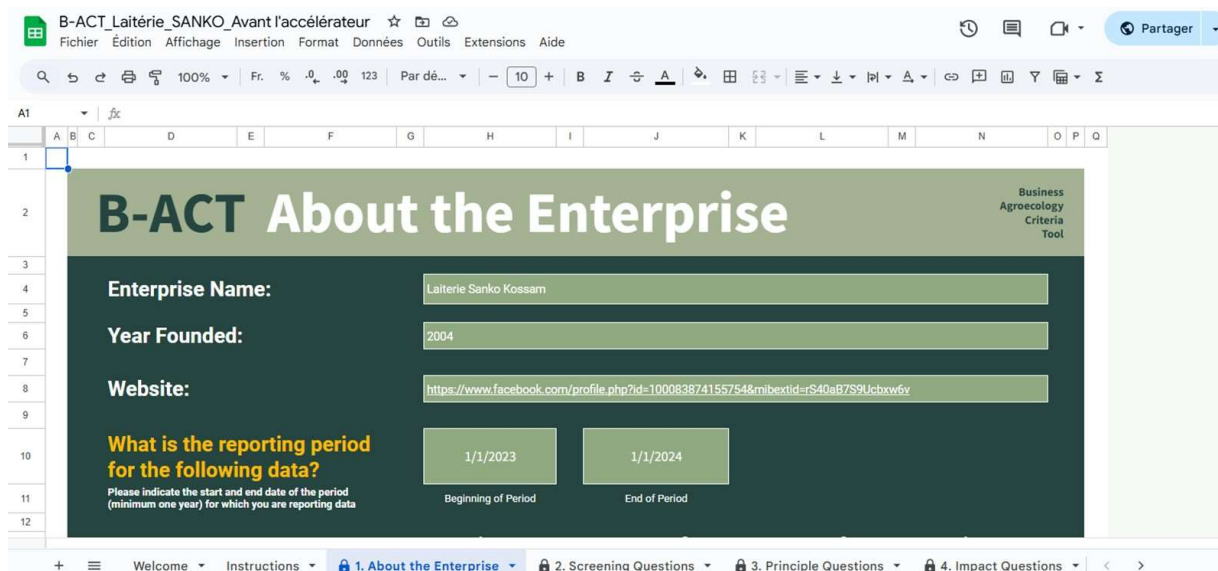 B-ACT_Laitérie_SANKO_Avant l'accélérateur
Partager
Fichier Édition Affichage Insertion Format Données Outils Extensions Aide
100% Fr. % .0 .00 123 Par dé... − 10 + B I A A Σ
A1 fx
A B C D E F G H I J K L M N O P Q
1
2
B-ACT About the Enterprise
Business
Agroecology
Criteria
Tool
3
4 Enterprise Name: Laiterie Sanko Kossam
5
6 Year Founded: 2004
7
8 Website: https://www.facebook.com/profile.php?id=100083874155754&mibextid=rS40aB7S9Ucbxw6v
9
What is the reporting period
10 for the following data? 1/1/2023 1/1/2024
Please indicate the start and end date of the period
11 (minimum one year) for which you are reporting data Beginning of Period End of Period
12
+ Welcome Instructions 1. About the Enterprise 2. Screening Questions 3. Principle Questions 4. Impact Questions < >